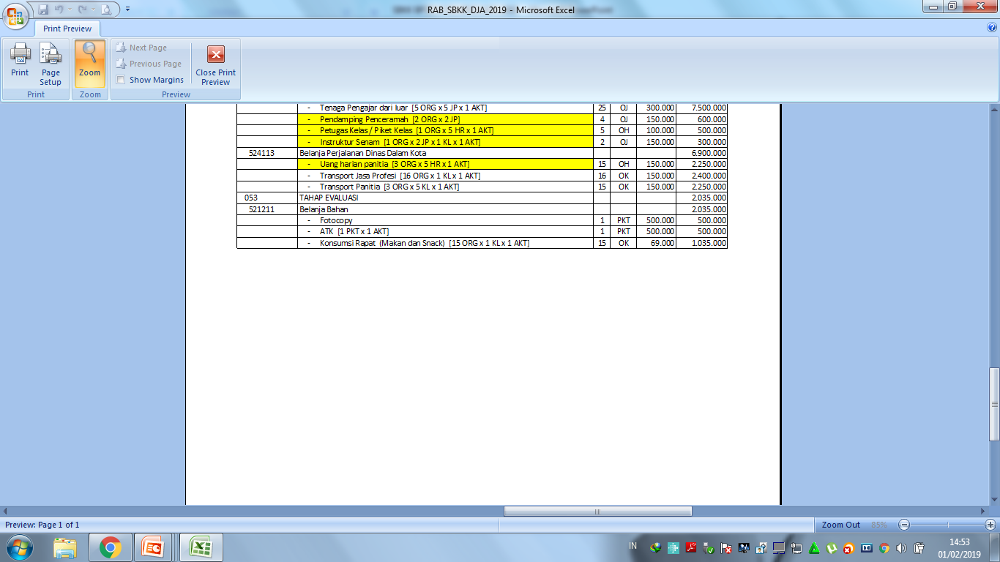 RAB_SBKK_DJA_2019 - Microsoft Excel
Print Preview
Print
Page Setup
Zoom
Next Page
Previous Page
Show Margins
Close Print Preview
Print
Zoom
Preview
- Tenaga Pengajar dari luar [5 ORG x 5 JP x 1 AKT] 25 OJ 300.000 7.500.000
- Pendamping Penceramah [2 ORG x 2 JP] 4 OJ 150.000 600.000
- Petugas Kelas / Piket Kelas [1 ORG x 5 HR x 1 AKT] 5 OH 100.000 500.000
- Instruktur Senam [1 ORG x 2 JP x 1 KL x 1 AKT] 2 OJ 150.000 300.000
524113 Belanja Perjalanan Dinas Dalam Kota 6.900.000
- Uang harian panitia [3 ORG x 5 HR x 1 AKT] 15 OH 150.000 2.250.000
- Transport Jasa Profesi [16 ORG x 1 KL x 1 AKT] 16 OK 150.000 2.400.000
- Transport Panitia [3 ORG x 5 KL x 1 AKT] 15 OK 150.000 2.250.000
053 TAHAP EVALUASI 2.035.000
521211 Belanja Bahan 2.035.000
- Fotocopy 1 PKT 500.000 500.000
- ATK [1 PKT x 1 AKT] 1 PKT 500.000 500.000
- Konsumsi Rapat (Makan dan Snack) [15 ORG x 1 KL x 1 AKT] 15 OK 69.000 1.035.000
Preview: Page 1 of 1
Zoom Out 85%
IN
14:53
01/02/2019